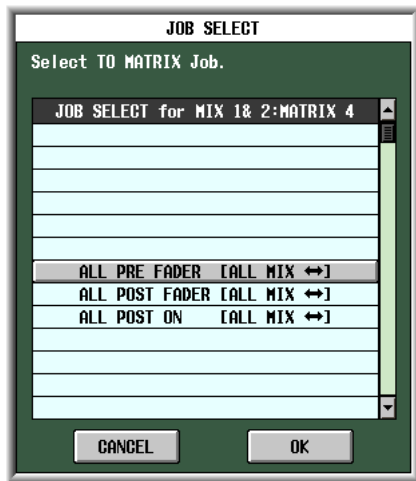 JOB SELECT
Select TO MATRIX Job.
JOB SELECT for MIX 1& 2:MATRIX 4
ALL PRE FADER [ALL MIX ↔]
ALL POST FADER [ALL MIX ↔]
ALL POST ON [ALL MIX ↔]
CANCEL OK